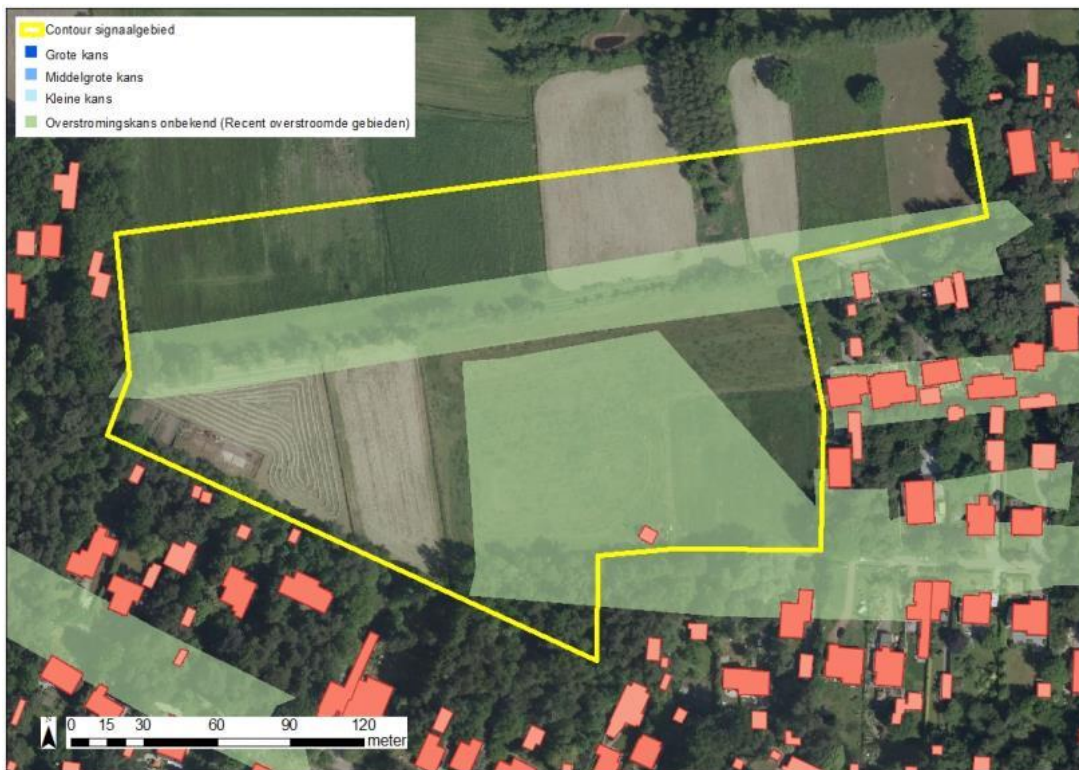 Contour signaalgebied
Grote kans
Middelgrote kans
Kleine kans
Overstromingskans onbekend (Recent overstroomde gebieden)
0 15 30 60 90 120
meter